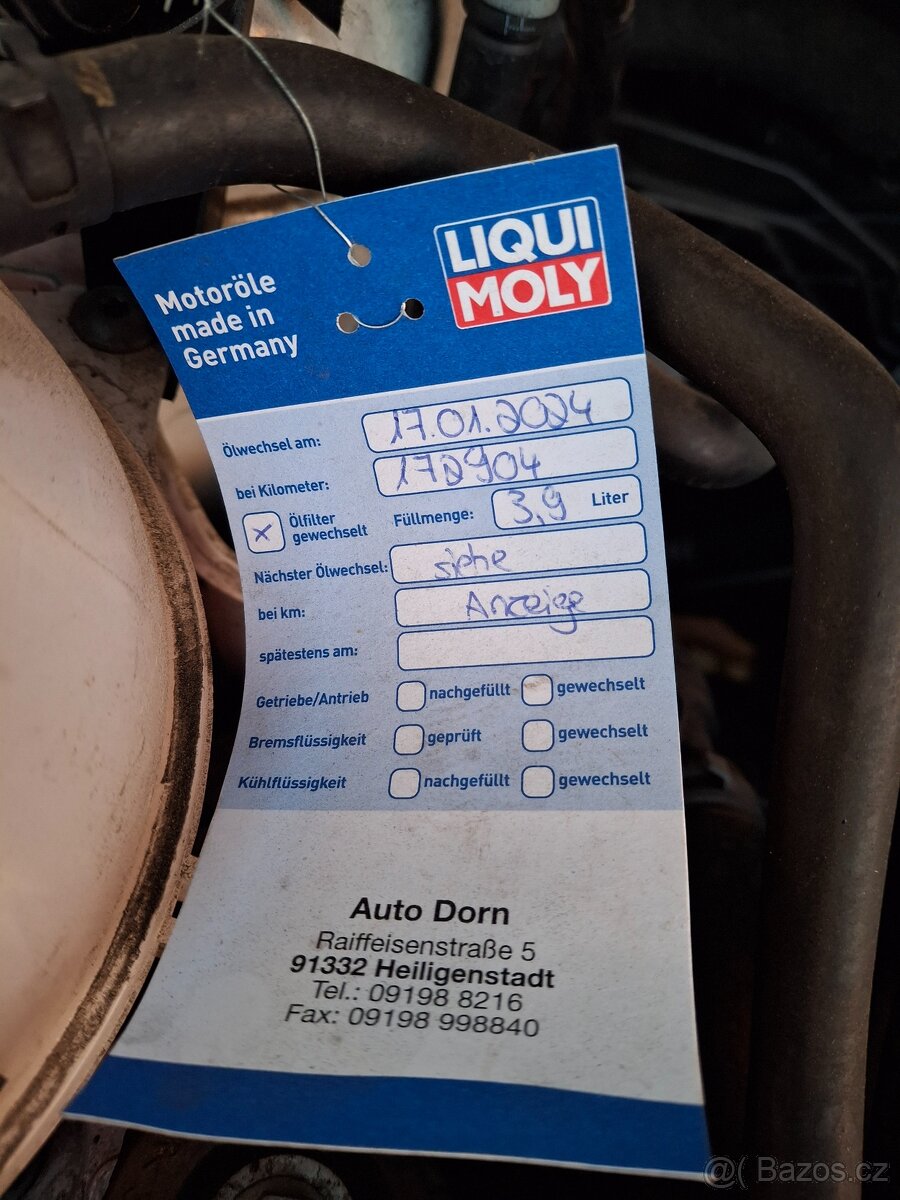 Motoröle
made in
Germany
LIQUI
MOLY
Ölwechsel am: 17.01.2024
bei Kilometer: 172904
x Ölfilter gewechselt Füllmenge: 3,9 Liter
Nächster Ölwechsel: siehe
bei km: Anzeige
spätestens am:
Getriebe/Antrieb nachgefüllt gewechselt
Bremsflüssigkeit geprüft gewechselt
Kühlflüssigkeit nachgefüllt gewechselt
Auto Dorn
Raiffeisenstraße 5
91332 Heiligenstadt
Tel.: 09198 8216
Fax: 09198 998840
@( Bazos.cz